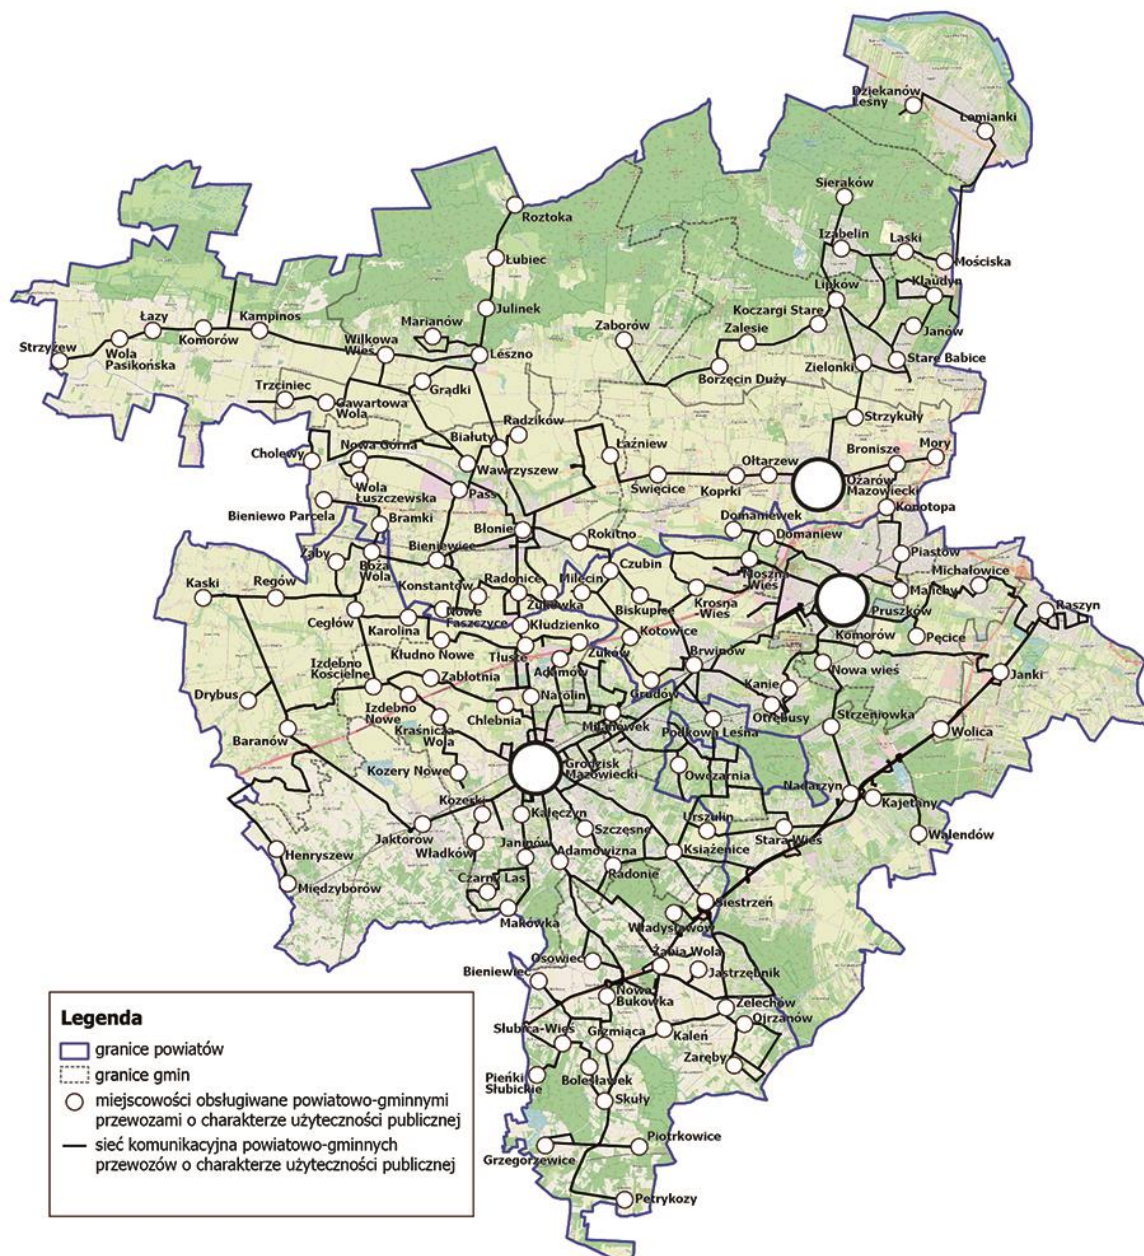 Dziekanów
Leśny
Łomianki
Sieraków
Roztoka
Izabelin
Laski
Mościska
Łubiec
Klaudyn
Lipków
Julinek
Koczargi Stare
Marianów
Zaborów
Janów
Łazy
Kampinos
Zalesie
Komorów
Wilkowa
Wieś
Strzyżew
Wola
Pasikońska
Leszno
Stare Babice
Zielonki
Borzęcin Duży
Trzciniec
Grądki
Gawartowa
Wola
Radzików
Strzykuły
Białuty
Nowa Górna
Łaźniew
Bronisze
Mory
Cholewy
Wawrzyszew
Ołtarzew
Ożarów
Mazowiecki
Święcice
Koprki
Wola
Łuszczewska
Pass
Konotopa
Bieniewo Parcela
Bramki
Błonie
Domaniewek
Rokitno
Domaniew
Bieniewice
Piastów
Żaby
Boża
Wola
Czubin
Moszna
Wieś
Michałowice
Kaski
Regów
Konstantów
Radonice
Milęcin
Malichy
Żukówka
Biskupice
Krosna
Wieś
Pruszków
Raszyn
Nowe
Faszczyce
Cegłów
Kłudzienko
Karolina
Kotowice
Komorów
Pęcice
Kłudno Nowe
Tłuste
Żuków
Brwinów
Izdebno
Kościelne
Adamów
Nowa wieś
Zabłotnia
Janki
Grudów
Kanie
Drybus
Natolin
Izdebno
Nowe
Chlebnia
Otrębusy
Strzeniówka
Milanówek
Podkowa Leśna
Kraśnicza
Wola
Wolica
Baranów
Grodzisk
Mazowiecki
Owczarnia
Kozery Nowe
Nadarzyn
Kozerki
Kajetany
Kałęczyn
Urszulin
Jaktorów
Szczęsne
Stara Wieś
Walendów
Władków
Janinów
Książenice
Henryszew
Adamowizna
Radonie
Czarny Las
Międzyborów
Siestrzeń
Makówka
Władysławów
Żabia Wola
Osowiec
Bieniewiec
Jastrzębnik
Nowa
Bukówka
Żelechów
Ojrzanów
Słubica-Wieś
Grzmiąca
Kaleń
Zaręby
Pieńki
Słubickie
Bolesławek
Skuły
Piotrkowice
Grzegorzewice
Petrykozy
Legenda
granice powiatów
granice gmin
miejscowości obsługiwane powiatowo-gminnymi
przewozami o charakterze użyteczności publicznej
sieć komunikacyjna powiatowo-gminnych
przewozów o charakterze użyteczności publicznej